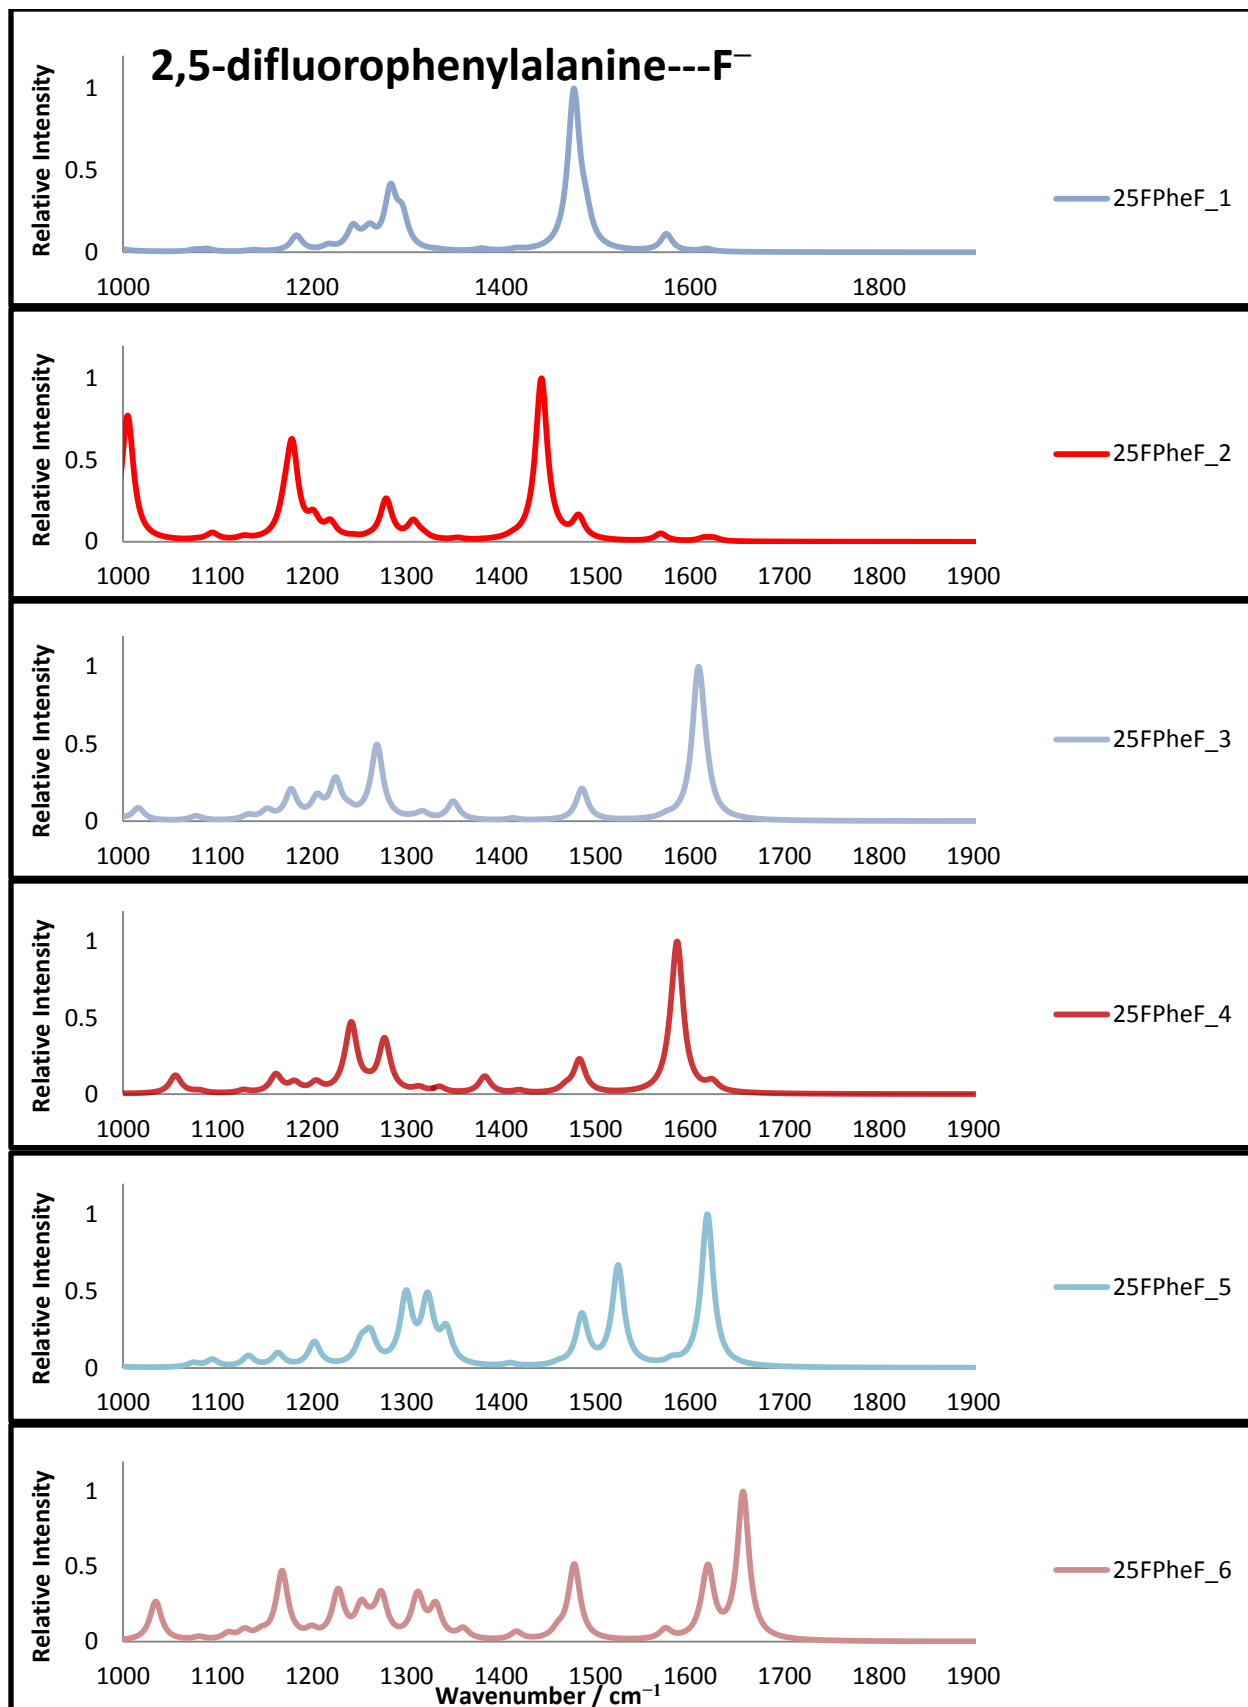 2,5-difluorophenylalanine---F⁻
Relative Intensity
1
0.5
0
1000 1200 1400 1600 1800
25FPheF_1
Relative Intensity
1
0.5
0
1000 1100 1200 1300 1400 1500 1600 1700 1800 1900
25FPheF_2
Relative Intensity
1
0.5
0
1000 1100 1200 1300 1400 1500 1600 1700 1800 1900
25FPheF_3
Relative Intensity
1
0.5
0
1000 1100 1200 1300 1400 1500 1600 1700 1800 1900
25FPheF_4
Relative Intensity
1
0.5
0
1000 1100 1200 1300 1400 1500 1600 1700 1800 1900
25FPheF_5
Relative Intensity
1
0.5
0
1000 1100 1200 1300 1400 1500 1600 1700 1800 1900
25FPheF_6
Wavenumber / cm⁻¹